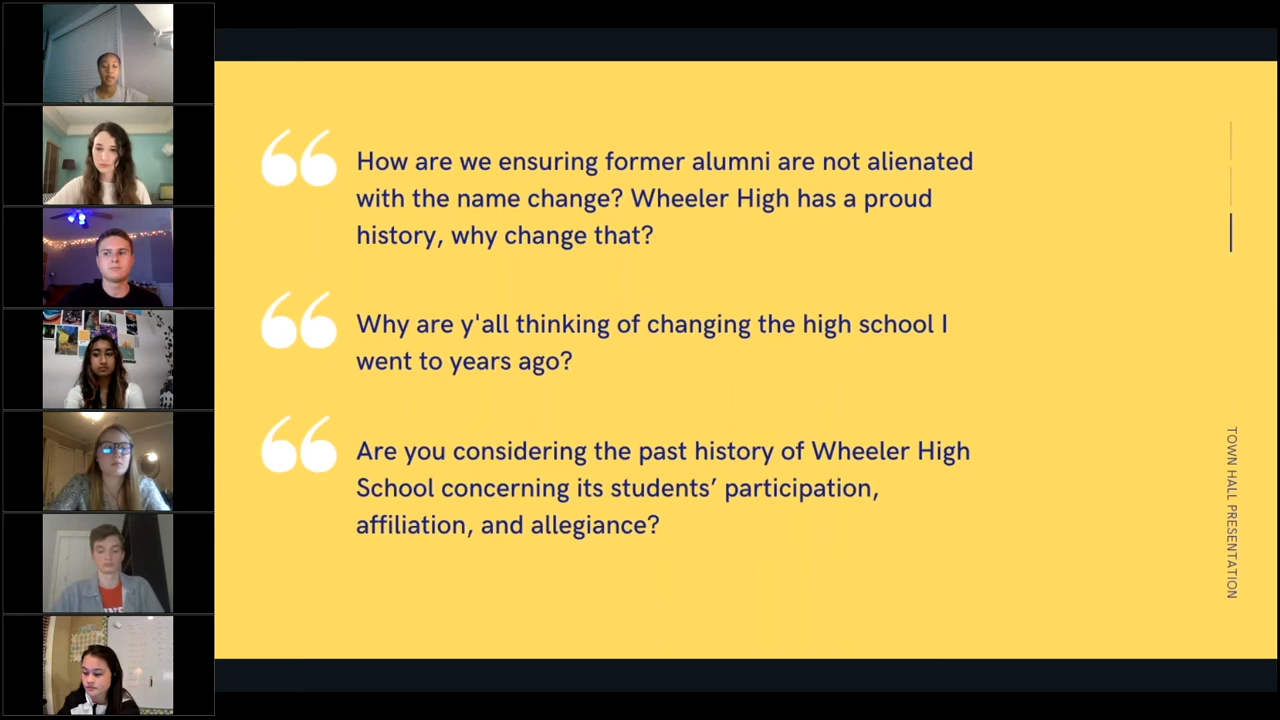 How are we ensuring former alumni are not alienated
with the name change? Wheeler High has a proud
history, why change that?
Why are y'all thinking of changing the high school I
went to years ago?
Are you considering the past history of Wheeler High
School concerning its students’ participation,
affiliation, and allegiance?
TOWN HALL PRESENTATION